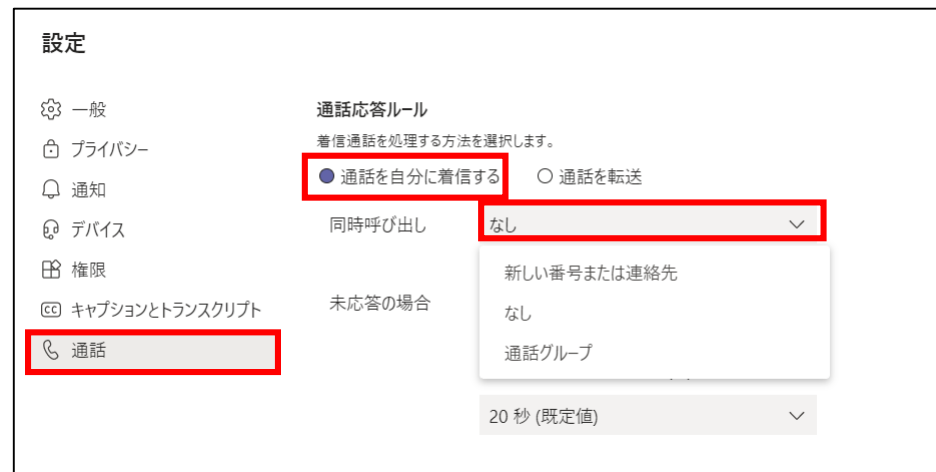 設定
一般
プライバシー
通知
デバイス
権限
CC キャプションとトランスクリプト
通話
通話応答ルール
着信通話を処理する方法を選択します。
通話を自分に着信する 通話を転送
同時呼び出し なし
新しい番号または連絡先
なし
通話グループ
未応答の場合
20 秒 (既定値)